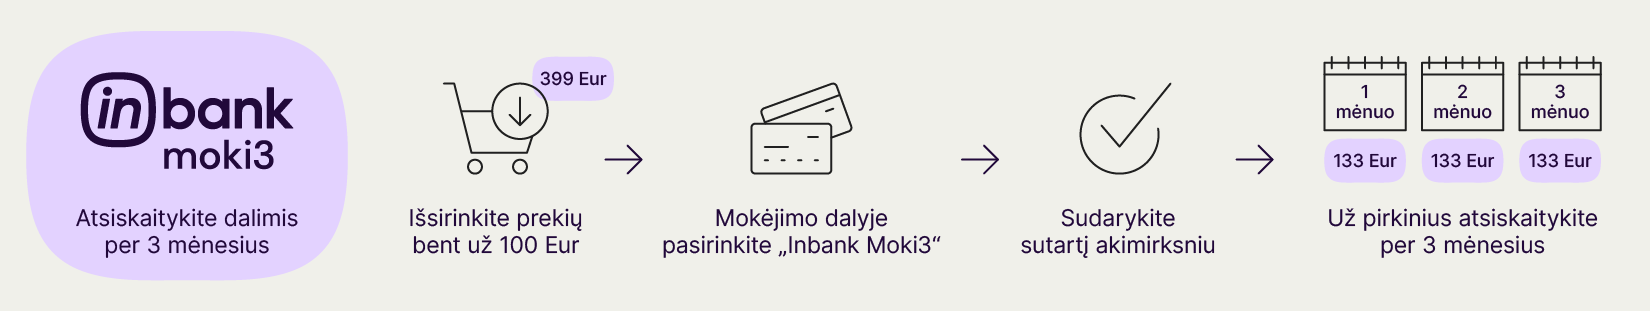 inbank
moki3
Atsiskaitykite dalimis
per 3 mėnesius
399 Eur
Išsirinkite prekių
bent už 100 Eur
Mokėjimo dalyje
pasirinkite „Inbank Moki3“
Sudarykite
sutartį akimirksniu
1
mėnuo
2
mėnuo
3
mėnuo
133 Eur
133 Eur
133 Eur
Už pirkinius atsiskaitykite
per 3 mėnesius